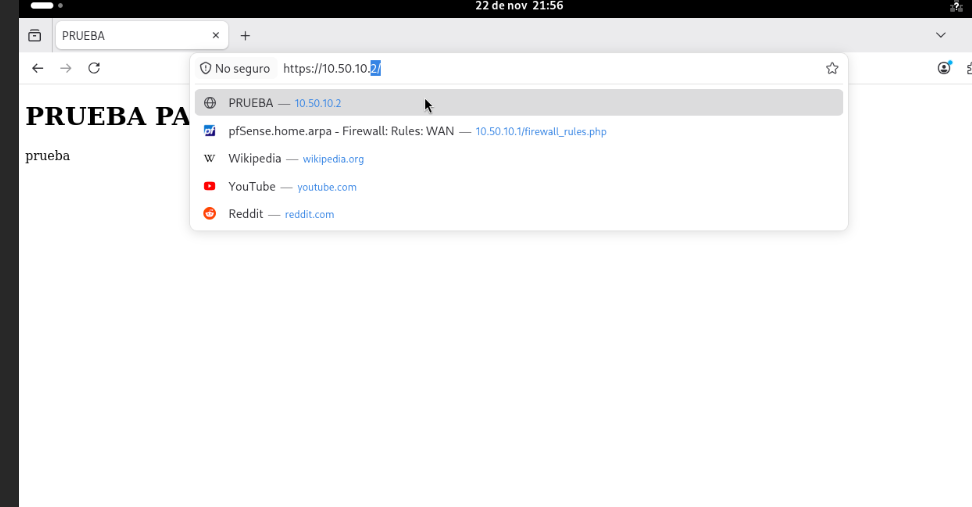 22 de nov 21:56
PRUEBA
No seguro https://10.50.10.2/
PRUEBA — 10.50.10.2
pfSense.home.arpa - Firewall: Rules: WAN — 10.50.10.1/firewall_rules.php
Wikipedia — wikipedia.org
YouTube — youtube.com
Reddit — reddit.com
PRUEBA PA
prueba